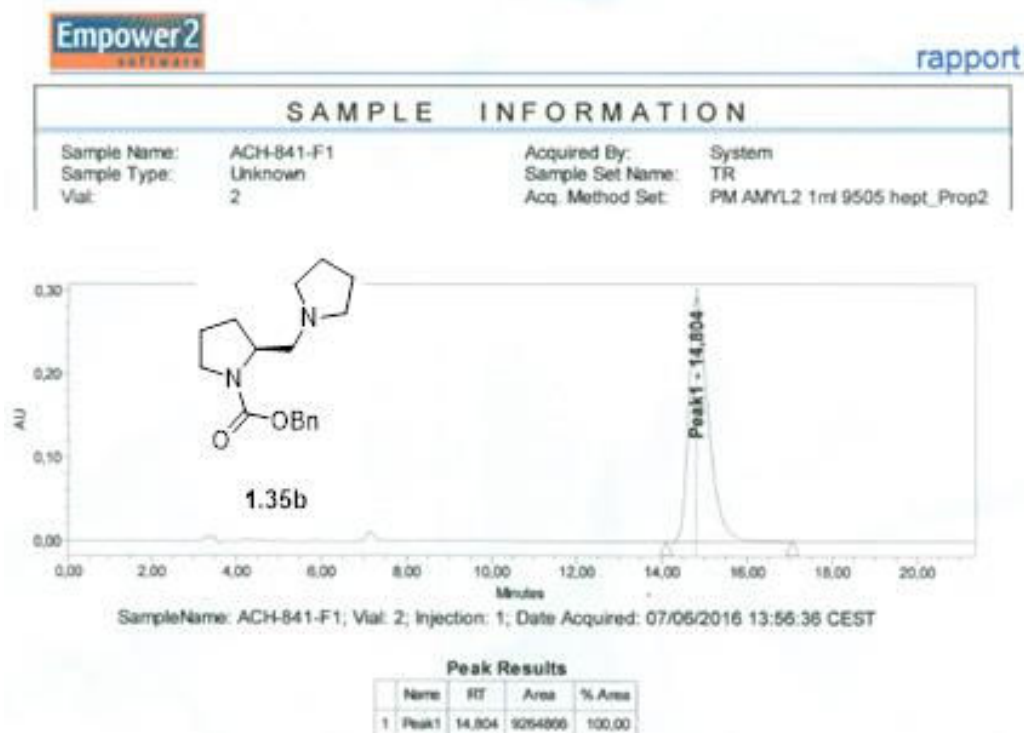 Empower2
software
rapport
SAMPLE INFORMATION
Sample Name: ACH-841-F1 Acquired By: System
Sample Type: Unknown Sample Set Name: TR
Vial: 2 Acq. Method Set: PM AMYL2 1ml 9505 hept_Prop2
0,30
0,20
AU
0,10
0,00
N
N
O
OBn
1.35b
Peak1 - 14,804
0,00 2,00 4,00 6,00 8,00 10,00 12,00 14,00 16,00 18,00 20,00
Minutes
SampleName: ACH-841-F1; Vial: 2; Injection: 1; Date Acquired: 07/06/2016 13:56:36 CEST
Peak Results
Name RT Area % Area
1 Peak1 14,804 9264866 100,00